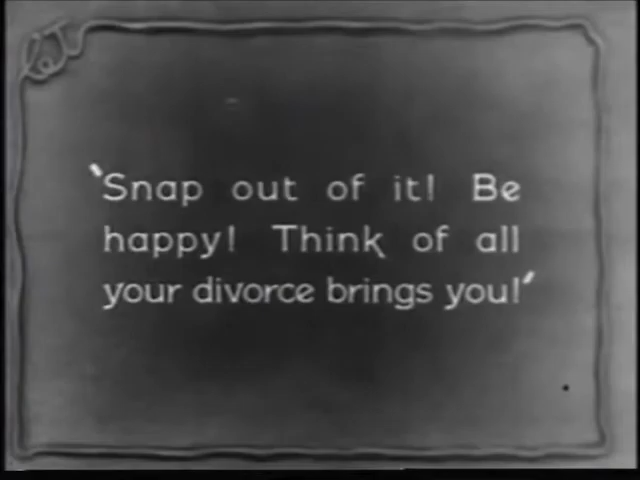 "Snap out of it! Be
happy! Think of all
your divorce brings you!"